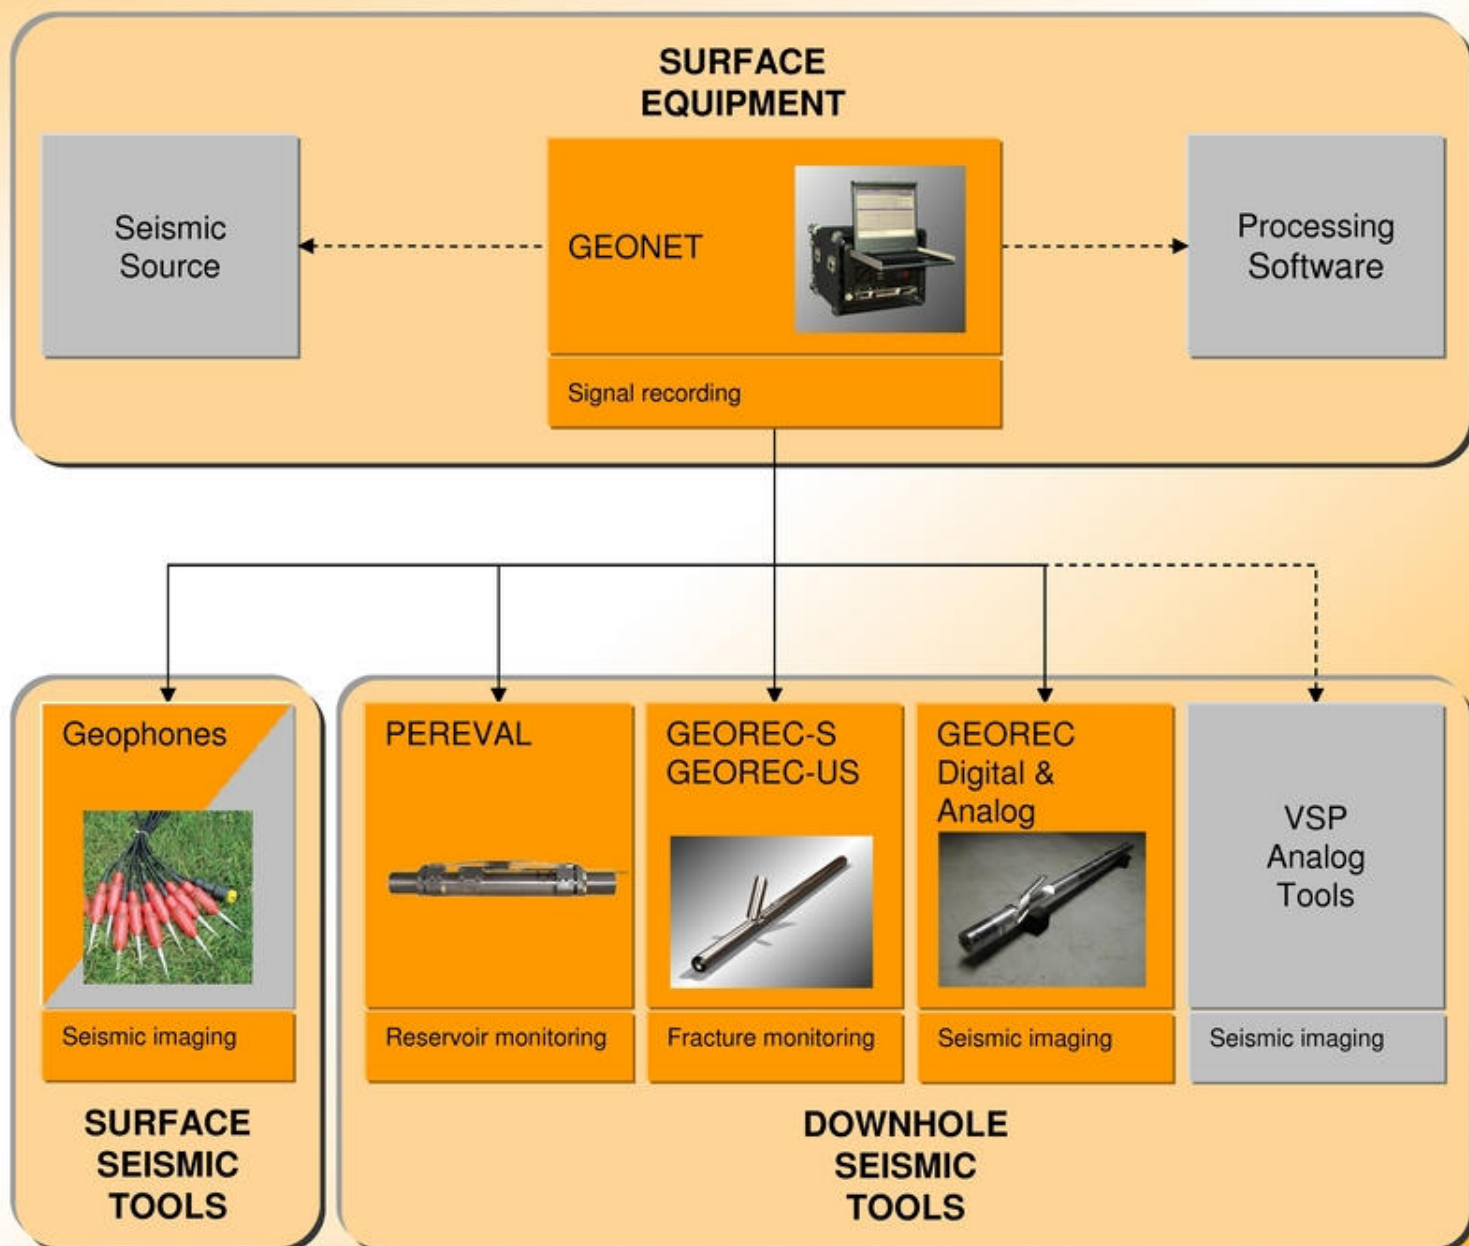 SURFACE
EQUIPMENT
Seismic
Source
GEONET
Processing
Software
Signal recording
Geophones
Seismic imaging
PEREVAL
Reservoir monitoring
GEOREC-S
GEOREC-US
Fracture monitoring
GEOREC
Digital &
Analog
Seismic imaging
VSP
Analog
Tools
Seismic imaging
SURFACE
SEISMIC
TOOLS
DOWNHOLE
SEISMIC
TOOLS